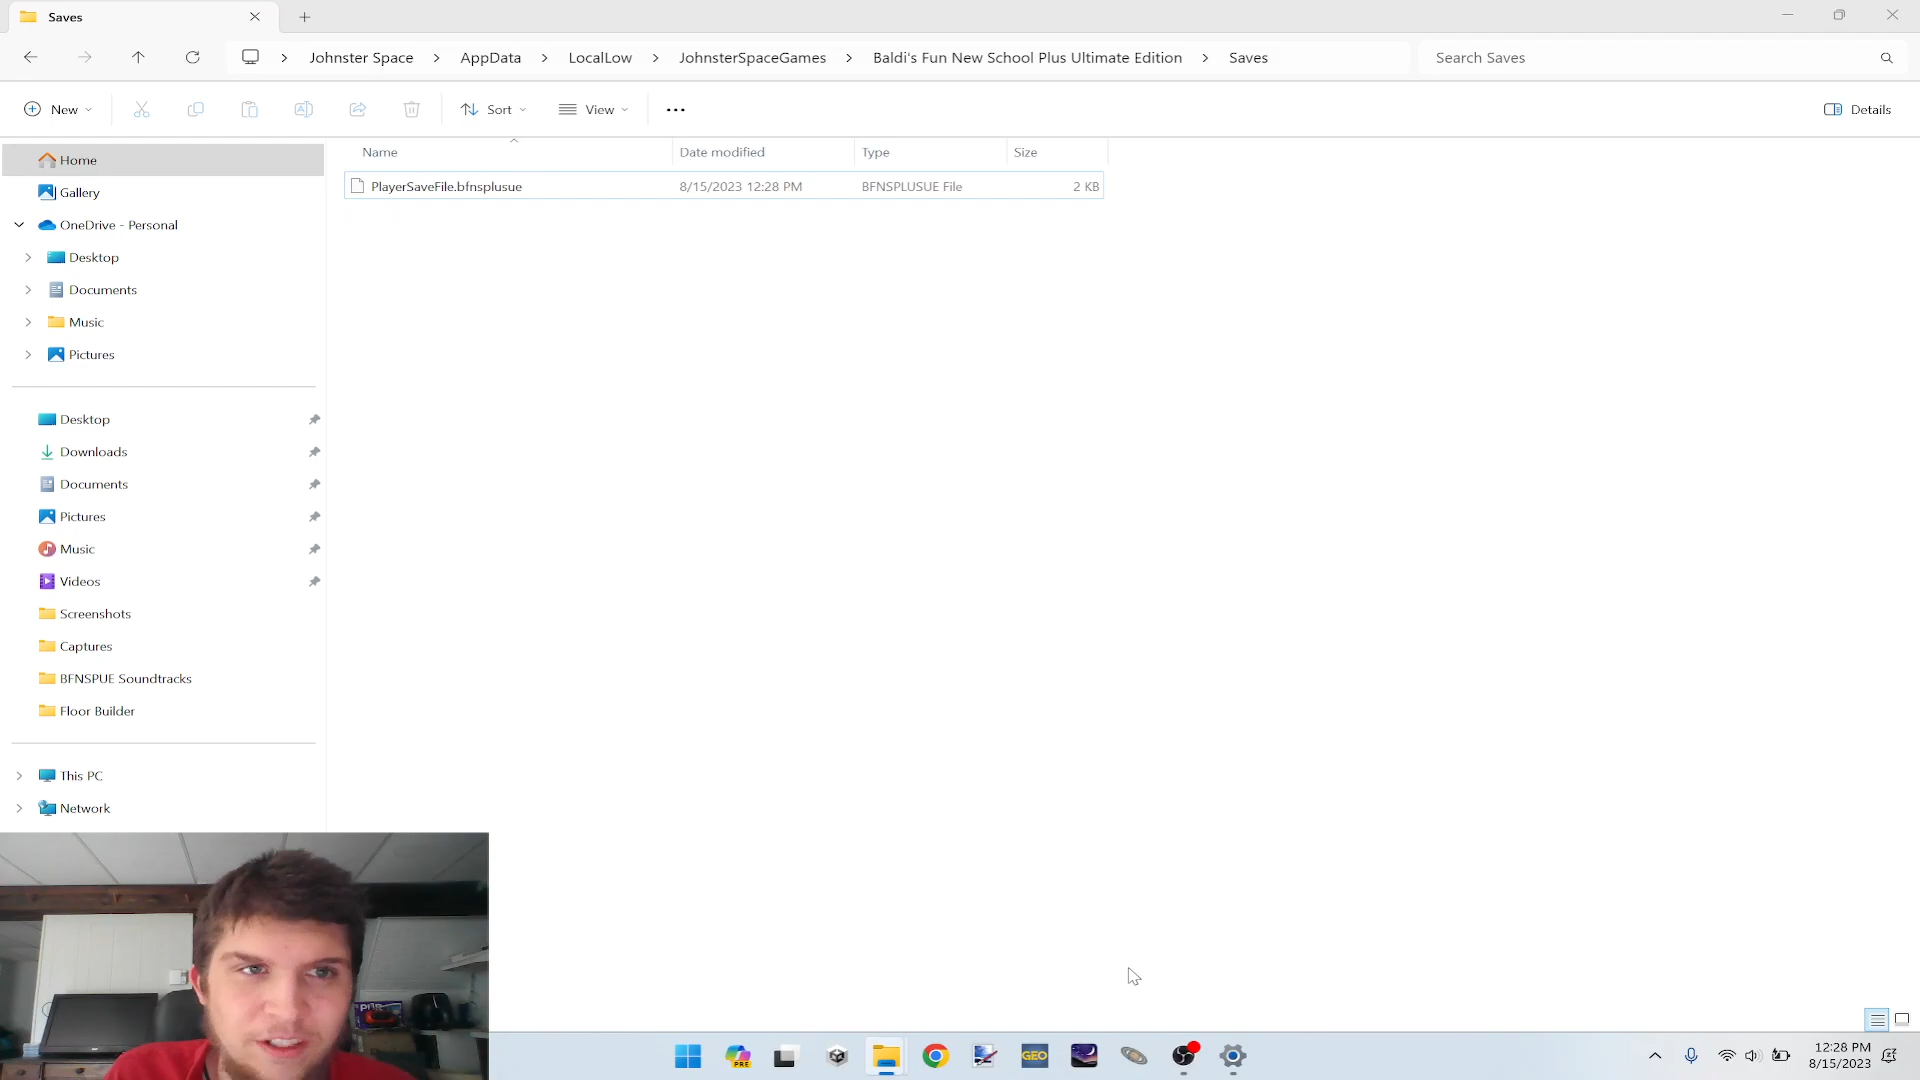 Saves
Johnster Space > AppData > LocalLow > JohnsterSpaceGames > Baldi's Fun New School Plus Ultimate Edition > Saves
Search Saves
New
Sort
View
Details
Name Date modified Type Size
PlayerSaveFile.bfnsplusue 8/15/2023 12:28 PM BFNSPLUSUE File 2 KB
Home
Gallery
OneDrive - Personal
Desktop
Documents
Music
Pictures
Desktop
Downloads
Documents
Pictures
Music
Videos
Screenshots
Captures
BFNSPUE Soundtracks
Floor Builder
This PC
Network
PRE
GEO
12:28 PM
8/15/2023